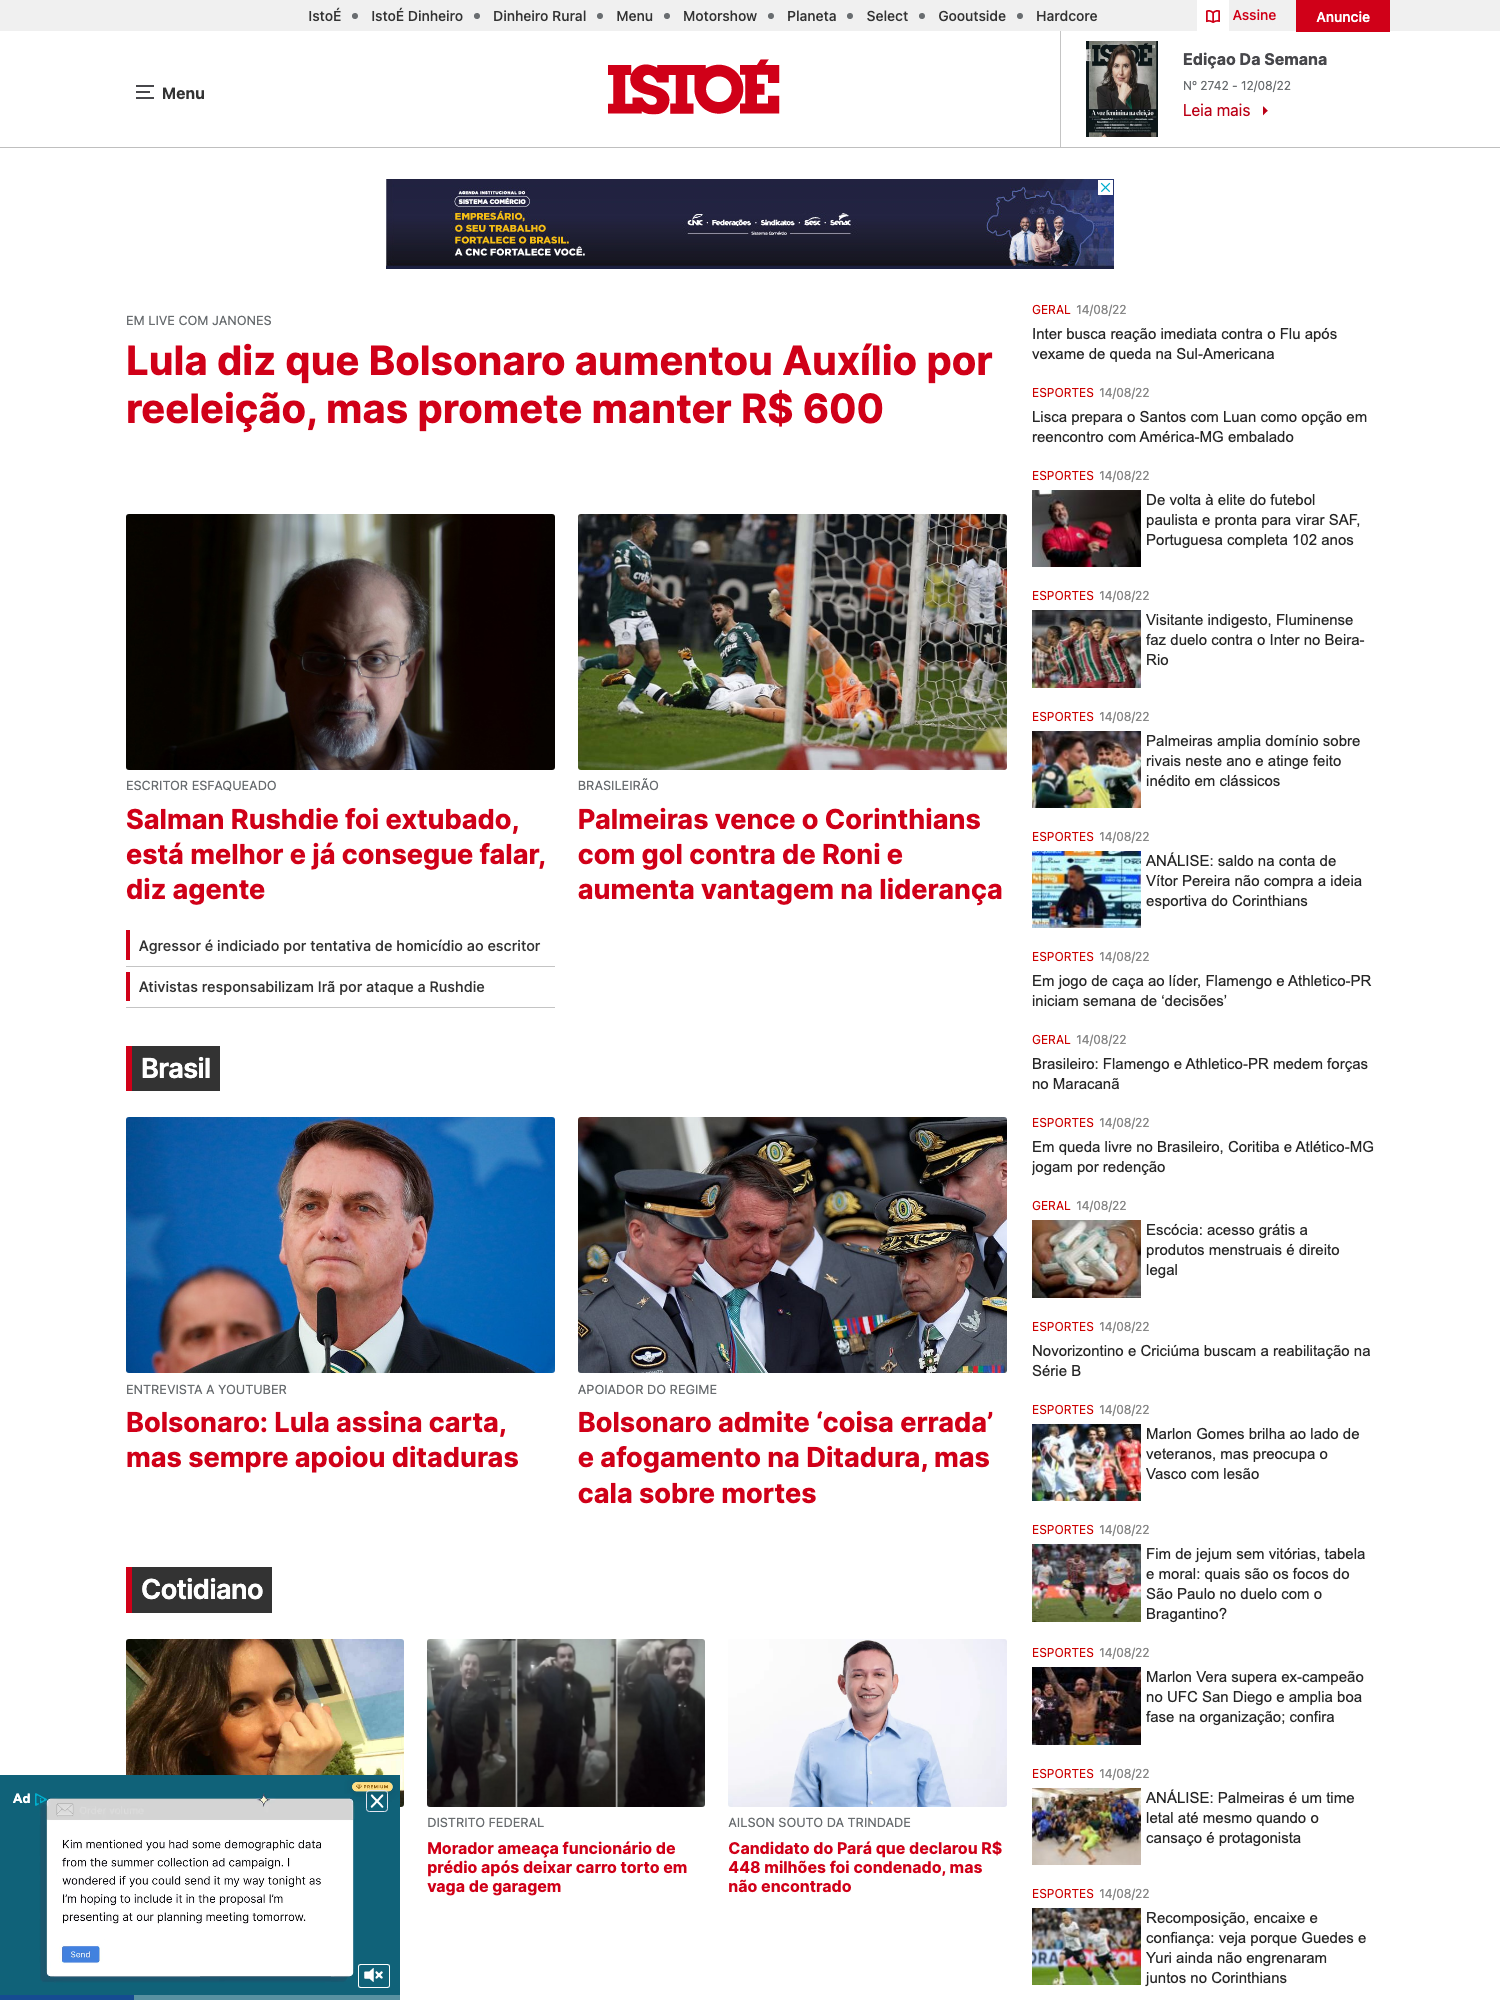 IstoÉ • IstoÉ Dinheiro • Dinheiro Rural • Menu • Motorshow • Planeta • Select • Gooutside • Hardcore
Assine
Anuncie
Menu
ISTOÉ
ISTOÉ
A voz feminina na eleição
Ediçao Da Semana
Nº 2742 - 12/08/22
Leia mais
AGENDA INSTITUCIONAL DO
SISTEMA COMÉRCIO
EMPRESÁRIO,
O SEU TRABALHO
FORTALECE O BRASIL.
A CNC FORTALECE VOCÊ.
CNC · Federações · Sindicatos · Sesc · Senac
Sistema Comércio
EM LIVE COM JANONES
Lula diz que Bolsonaro aumentou Auxílio por
reeleição, mas promete manter R$ 600
ESCRITOR ESFAQUEADO
Salman Rushdie foi extubado,
está melhor e já consegue falar,
diz agente
Agressor é indiciado por tentativa de homicídio ao escritor
Ativistas responsabilizam Irã por ataque a Rushdie
BRASILEIRÃO
Palmeiras vence o Corinthians
com gol contra de Roni e
aumenta vantagem na liderança
Brasil
ENTREVISTA A YOUTUBER
Bolsonaro: Lula assina carta,
mas sempre apoiou ditaduras
APOIADOR DO REGIME
Bolsonaro admite ‘coisa errada’
e afogamento na Ditadura, mas
cala sobre mortes
Cotidiano
DISTRITO FEDERAL
Morador ameaça funcionário de
prédio após deixar carro torto em
vaga de garagem
AILSON SOUTO DA TRINDADE
Candidato do Pará que declarou R$
448 milhões foi condenado, mas
não encontrado
GERAL 14/08/22
Inter busca reação imediata contra o Flu após
vexame de queda na Sul-Americana
ESPORTES 14/08/22
Lisca prepara o Santos com Luan como opção em
reencontro com América-MG embalado
ESPORTES 14/08/22
De volta à elite do futebol
paulista e pronta para virar SAF,
Portuguesa completa 102 anos
ESPORTES 14/08/22
Visitante indigesto, Fluminense
faz duelo contra o Inter no Beira-
Rio
ESPORTES 14/08/22
Palmeiras amplia domínio sobre
rivais neste ano e atinge feito
inédito em clássicos
ESPORTES 14/08/22
ANÁLISE: saldo na conta de
Vítor Pereira não compra a ideia
esportiva do Corinthians
ESPORTES 14/08/22
Em jogo de caça ao líder, Flamengo e Athletico-PR
iniciam semana de ‘decisões’
GERAL 14/08/22
Brasileiro: Flamengo e Athletico-PR medem forças
no Maracanã
ESPORTES 14/08/22
Em queda livre no Brasileiro, Coritiba e Atlético-MG
jogam por redenção
GERAL 14/08/22
Escócia: acesso grátis a
produtos menstruais é direito
legal
ESPORTES 14/08/22
Novorizontino e Criciúma buscam a reabilitação na
Série B
ESPORTES 14/08/22
Marlon Gomes brilha ao lado de
veteranos, mas preocupa o
Vasco com lesão
ESPORTES 14/08/22
Fim de jejum sem vitórias, tabela
e moral: quais são os focos do
São Paulo no duelo com o
Bragantino?
ESPORTES 14/08/22
Marlon Vera supera ex-campeão
no UFC San Diego e amplia boa
fase na organização; confira
ESPORTES 14/08/22
ANÁLISE: Palmeiras é um time
letal até mesmo quando o
cansaço é protagonista
ESPORTES 14/08/22
Recomposição, encaixe e
confiança: veja porque Guedes e
Yuri ainda não engrenaram
juntos no Corinthians
Ad
PREMIUM
Kim mentioned you had some demographic data
from the summer collection ad campaign. I
wondered if you could send it my way tonight as
I'm hoping to include it in the proposal I'm
presenting at our planning meeting tomorrow.
Send